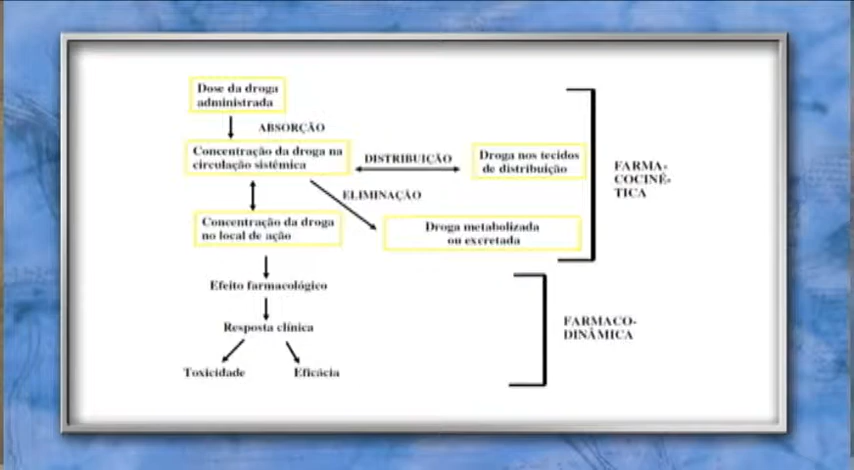 Dose da droga
administrada
ABSORÇÃO
Concentração da droga na
circulação sistêmica
DISTRIBUIÇÃO
Droga nos tecidos
de distribuição
FARMA-
COCINÉ-
TICA
ELIMINAÇÃO
Concentração da droga
no local de ação
Droga metabolizada
ou excretada
Efeito farmacológico
Resposta clínica
FARMACO-
DINÂMICA
Toxicidade
Eficácia